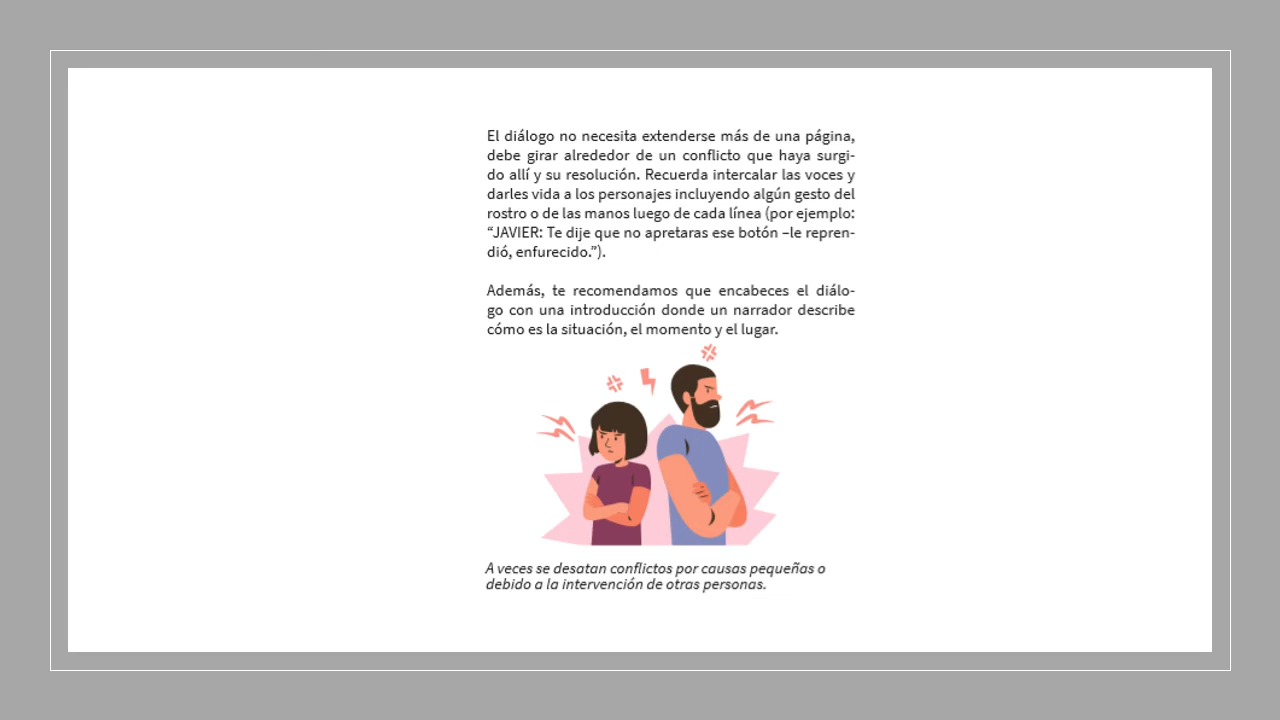 El diálogo no necesita extenderse más de una página,
debe girar alrededor de un conflicto que haya surgi-
do allí y su resolución. Recuerda intercalar las voces y
darles vida a los personajes incluyendo algún gesto del
rostro o de las manos luego de cada línea (por ejemplo:
“JAVIER: Te dije que no apretaras ese botón –le repren-
dió, enfurecido.”).
Además, te recomendamos que encabeces el diálo-
go con una introducción donde un narrador describe
cómo es la situación, el momento y el lugar.
A veces se desatan conflictos por causas pequeñas o
debido a la intervención de otras personas.